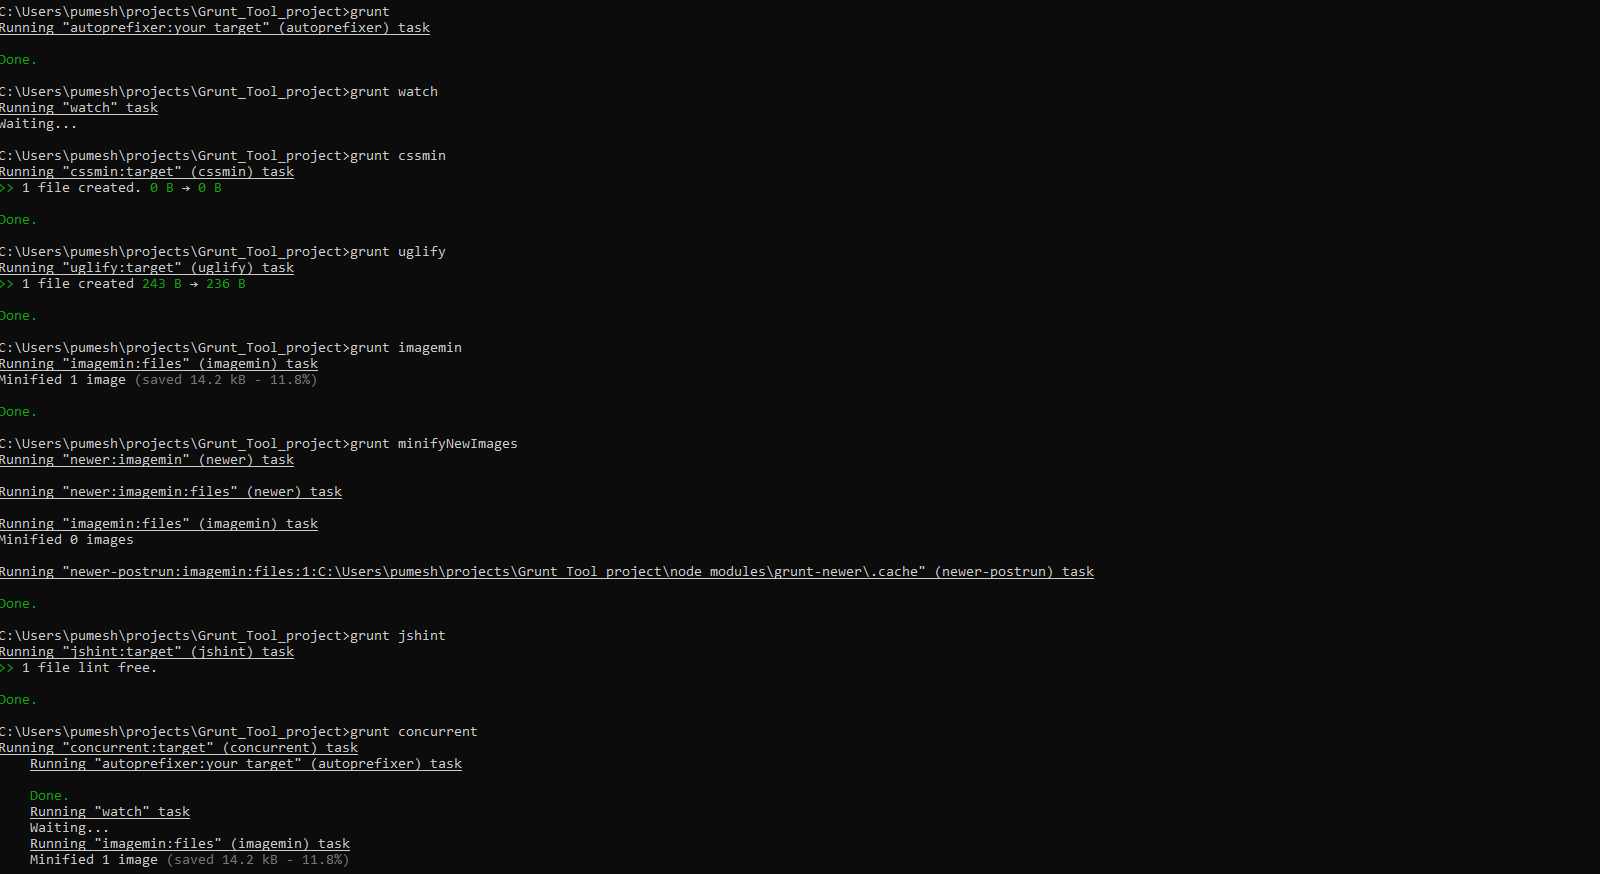 C:\Users\pumesh\projects\Grunt_Tool_project>grunt
Running "autoprefixer:your_target" (autoprefixer) task
Done.
C:\Users\pumesh\projects\Grunt_Tool_project>grunt watch
Running "watch" task
Waiting...
C:\Users\pumesh\projects\Grunt_Tool_project>grunt cssmin
Running "cssmin:target" (cssmin) task
>> 1 file created. 0 B → 0 B
Done.
C:\Users\pumesh\projects\Grunt_Tool_project>grunt uglify
Running "uglify:target" (uglify) task
>> 1 file created 243 B → 236 B
Done.
C:\Users\pumesh\projects\Grunt_Tool_project>grunt imagemin
Running "imagemin:files" (imagemin) task
Minified 1 image (saved 14.2 kB - 11.8%)
Done.
C:\Users\pumesh\projects\Grunt_Tool_project>grunt minifyNewImages
Running "newer:imagemin" (newer) task
Running "newer:imagemin:files" (newer) task
Running "imagemin:files" (imagemin) task
Minified 0 images
Running "newer-postrun:imagemin:files:1:C:\Users\pumesh\projects\Grunt_Tool_project\node_modules\grunt-newer\.cache" (newer-postrun) task
Done.
C:\Users\pumesh\projects\Grunt_Tool_project>grunt jshint
Running "jshint:target" (jshint) task
>> 1 file lint free.
Done.
C:\Users\pumesh\projects\Grunt_Tool_project>grunt concurrent
Running "concurrent:target" (concurrent) task
Running "autoprefixer:your_target" (autoprefixer) task
Done.
Running "watch" task
Waiting...
Running "imagemin:files" (imagemin) task
Minified 1 image (saved 14.2 kB - 11.8%)